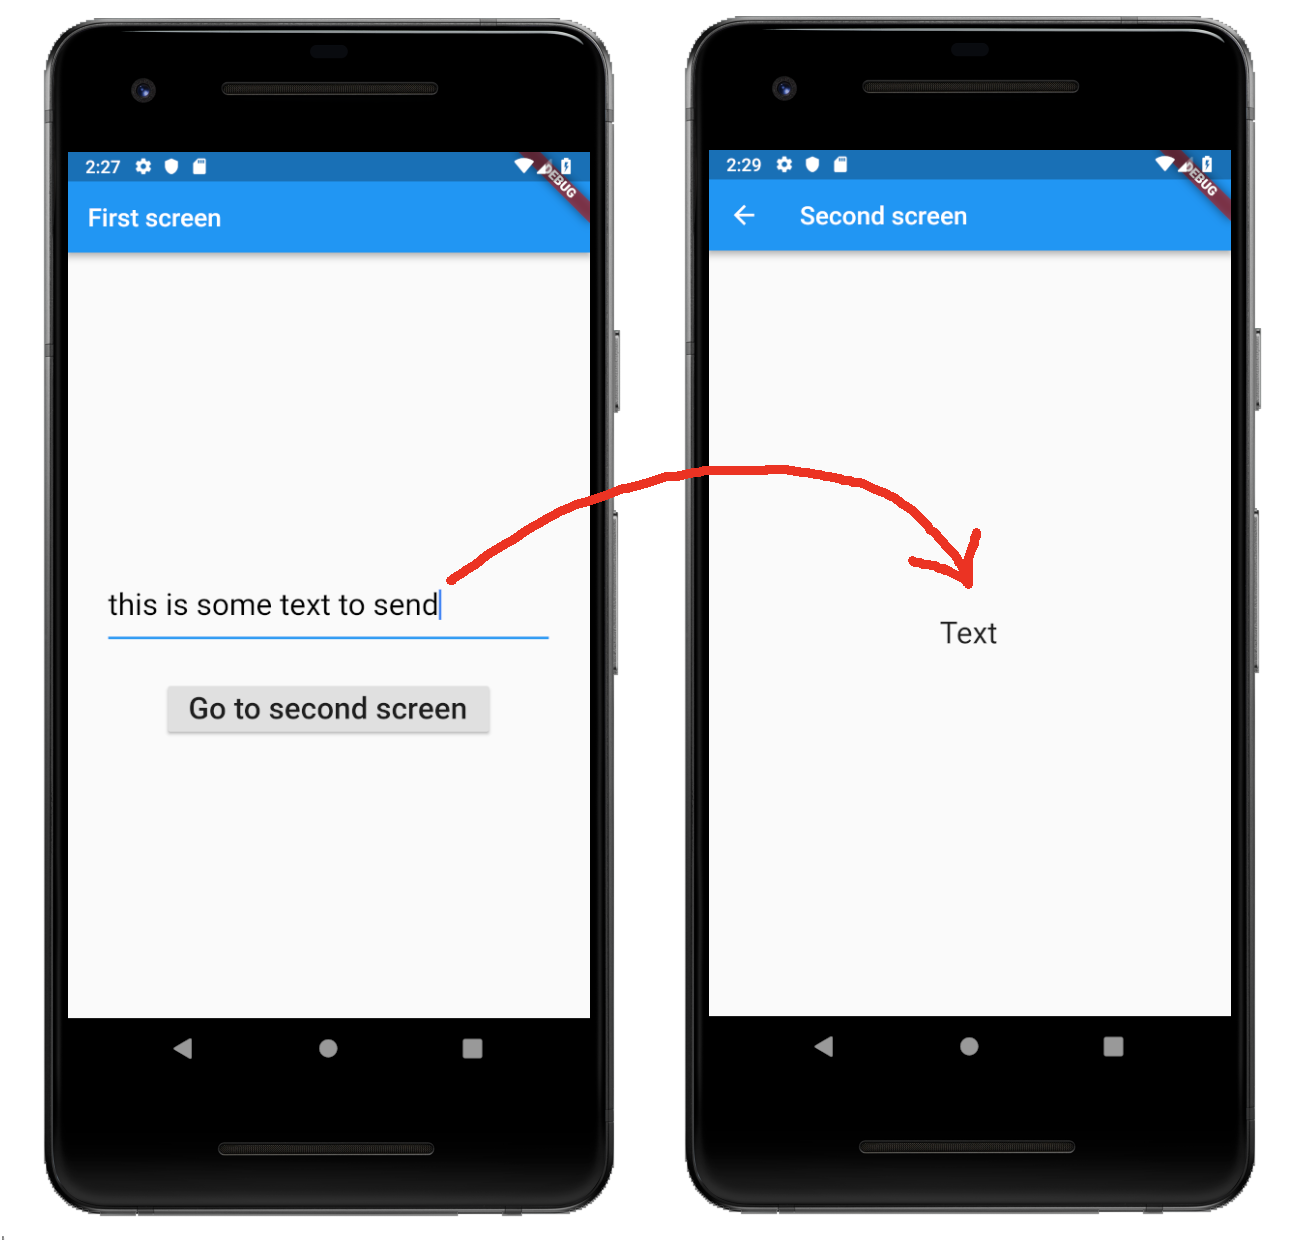 2:27
DEBUG
First screen
this is some text to send
Go to second screen
2:29
DEBUG
Second screen
Text